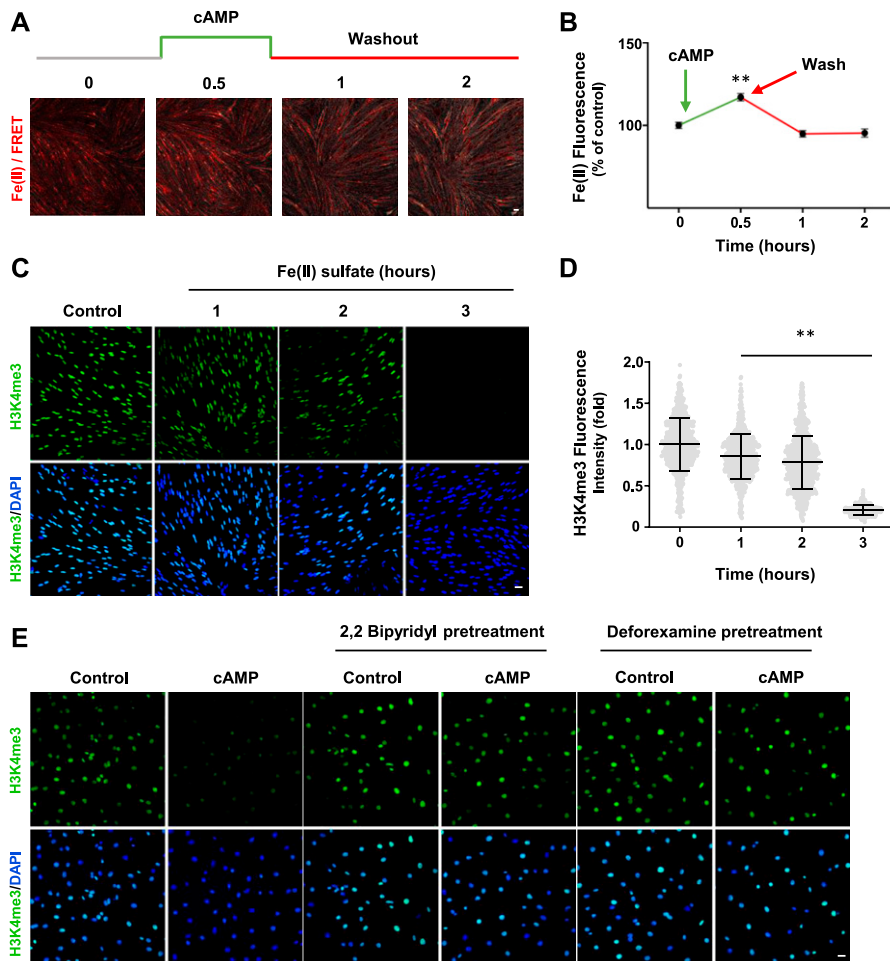 A
cAMP
Washout
0 0.5 1 2
Fe(III) / FRET
B
150
100
Fe(III) Fluorescence
(% of control)
cAMP
**
Wash
0 0.5 1 2
Time (hours)
C
Fe(II) sulfate (hours)
Control 1 2 3
H3K4me3
H3K4me3/DAPI
D
**
H3K4me3 Fluorescence
Intensity (fold)
2.0
1.5
1.0
0.5
0
0 1 2 3
Time (hours)
E
2,2 Bipyridyl pretreatment Deforexamine pretreatment
Control cAMP Control cAMP Control cAMP
H3K4me3
H3K4me3/DAPI